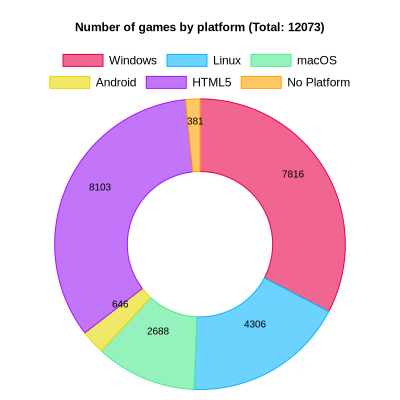 Number of games by platform (Total: 12073)
Windows Linux macOS
Android HTML5 No Platform
381
7816
8103
646
4306
2688